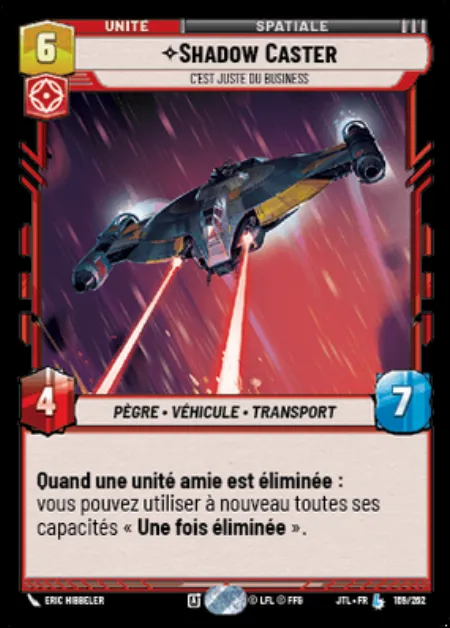 UNITÉ
SPATIALE
6
SHADOW CASTER
C'EST JUSTE DU BUSINESS
4
PÈGRE • VÉHICULE • TRANSPORT
7
Quand une unité amie est éliminée :
vous pouvez utiliser à nouveau toutes ses
capacités « Une fois éliminée ».
ERIC HIBBELER
© LFL © FFG
JTL • FR
169/262